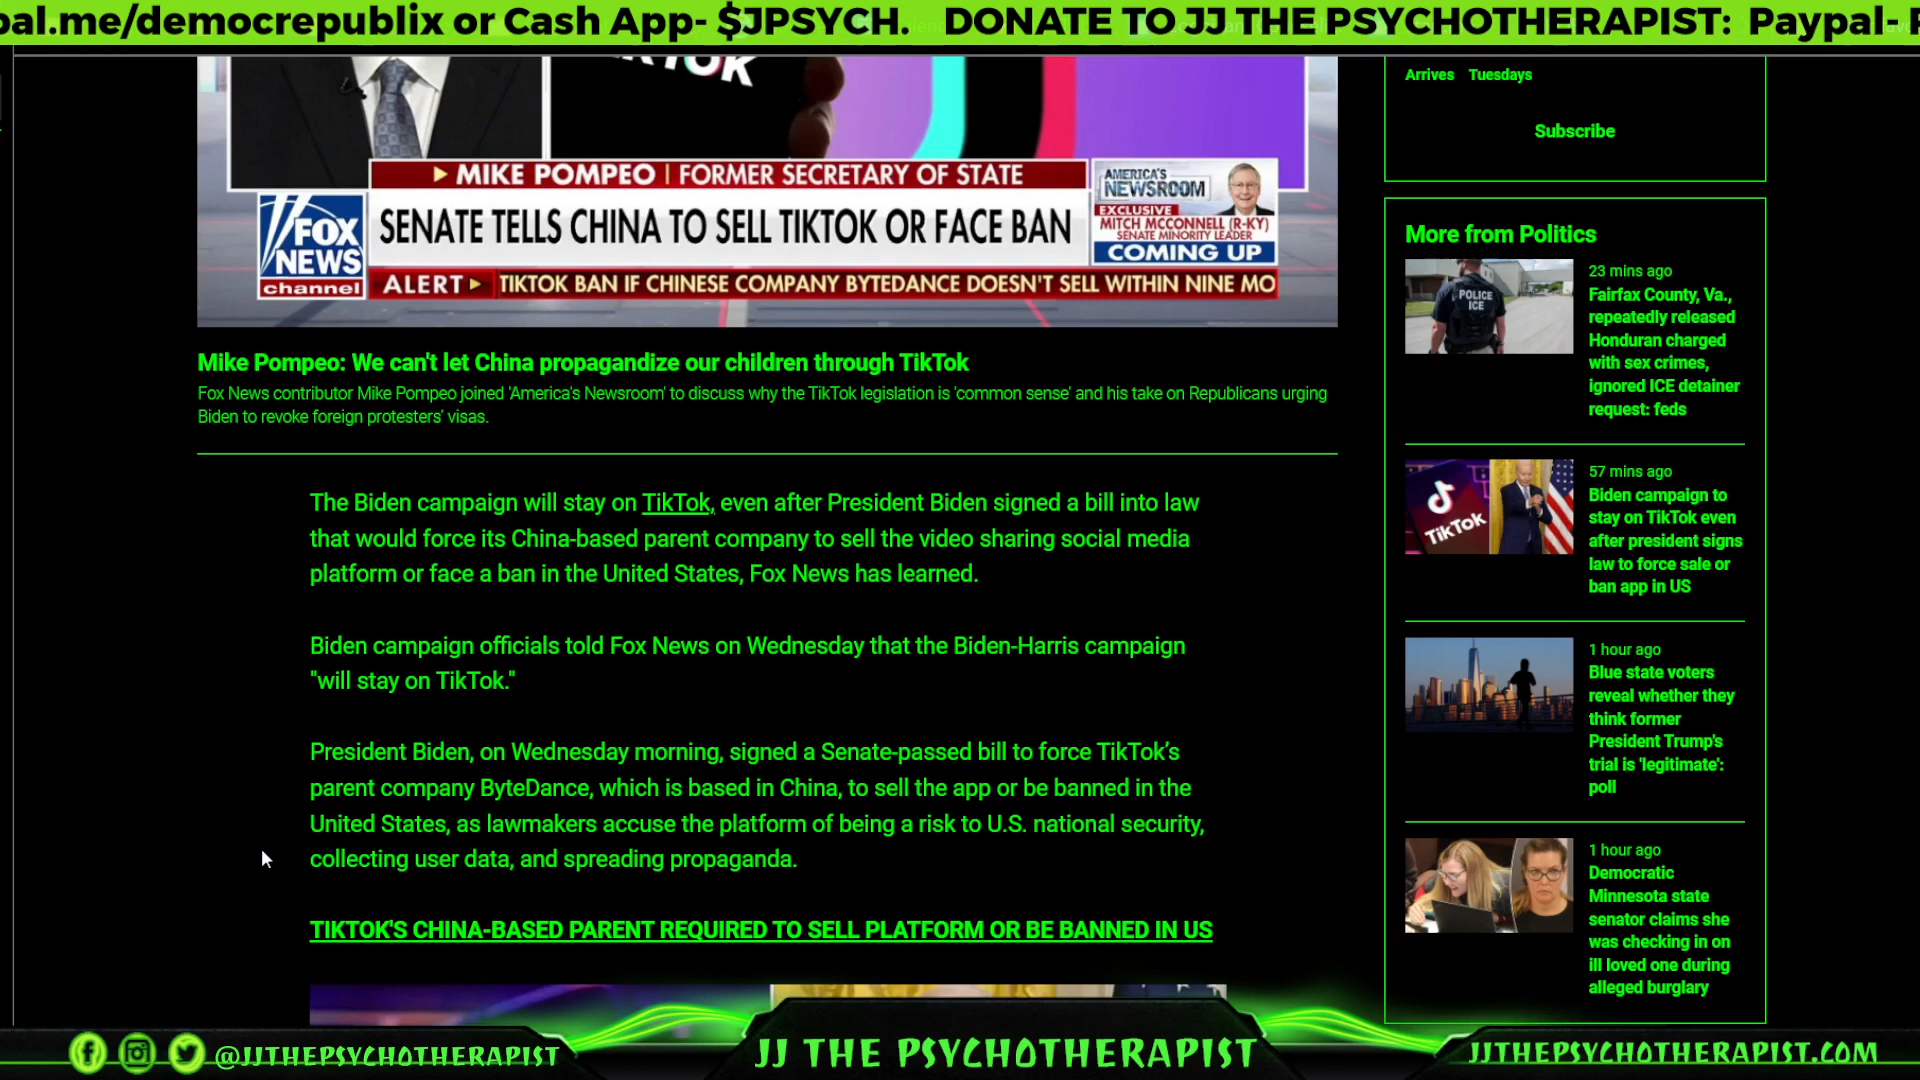 pal.me/democrepublix or Cash App- $JPSYCH. DONATE TO JJ THE PSYCHOTHERAPIST: Paypal-
MIKE POMPEO | FORMER SECRETARY OF STATE
SENATE TELLS CHINA TO SELL TIKTOK OR FACE BAN
FOX
NEWS
channel
ALERT
TIKTOK BAN IF CHINESE COMPANY BYTEDANCE DOESN'T SELL WITHIN NINE MO
AMERICA'S
NEWSROOM
EXCLUSIVE
MITCH MCCONNELL (R-KY)
SENATE MINORITY LEADER
COMING UP
Mike Pompeo: We can't let China propagandize our children through TikTok
Fox News contributor Mike Pompeo joined 'America's Newsroom' to discuss why the TikTok legislation is 'common sense' and his take on Republicans urging
Biden to revoke foreign protesters' visas.
The Biden campaign will stay on TikTok, even after President Biden signed a bill into law
that would force its China-based parent company to sell the video sharing social media
platform or face a ban in the United States, Fox News has learned.
Biden campaign officials told Fox News on Wednesday that the Biden-Harris campaign
"will stay on TikTok."
President Biden, on Wednesday morning, signed a Senate-passed bill to force TikTok's
parent company ByteDance, which is based in China, to sell the app or be banned in the
United States, as lawmakers accuse the platform of being a risk to U.S. national security,
collecting user data, and spreading propaganda.
TIKTOK'S CHINA-BASED PARENT REQUIRED TO SELL PLATFORM OR BE BANNED IN US
Arrives Tuesdays
Subscribe
More from Politics
POLICE
ICE
23 mins ago
Fairfax County, Va.,
repeatedly released
Honduran charged
with sex crimes,
ignored ICE detainer
request: feds
TikTok
57 mins ago
Biden campaign to
stay on TikTok even
after president signs
law to force sale or
ban app in US
1 hour ago
Blue state voters
reveal whether they
think former
President Trump's
trial is 'legitimate':
poll
1 hour ago
Democratic
Minnesota state
senator claims she
was checking in on
ill loved one during
alleged burglary
@JJTHEPSYCHOTHERAPIST
JJ THE PSYCHOTHERAPIST
JJTHEPSYCHOTHERAPIST.COM